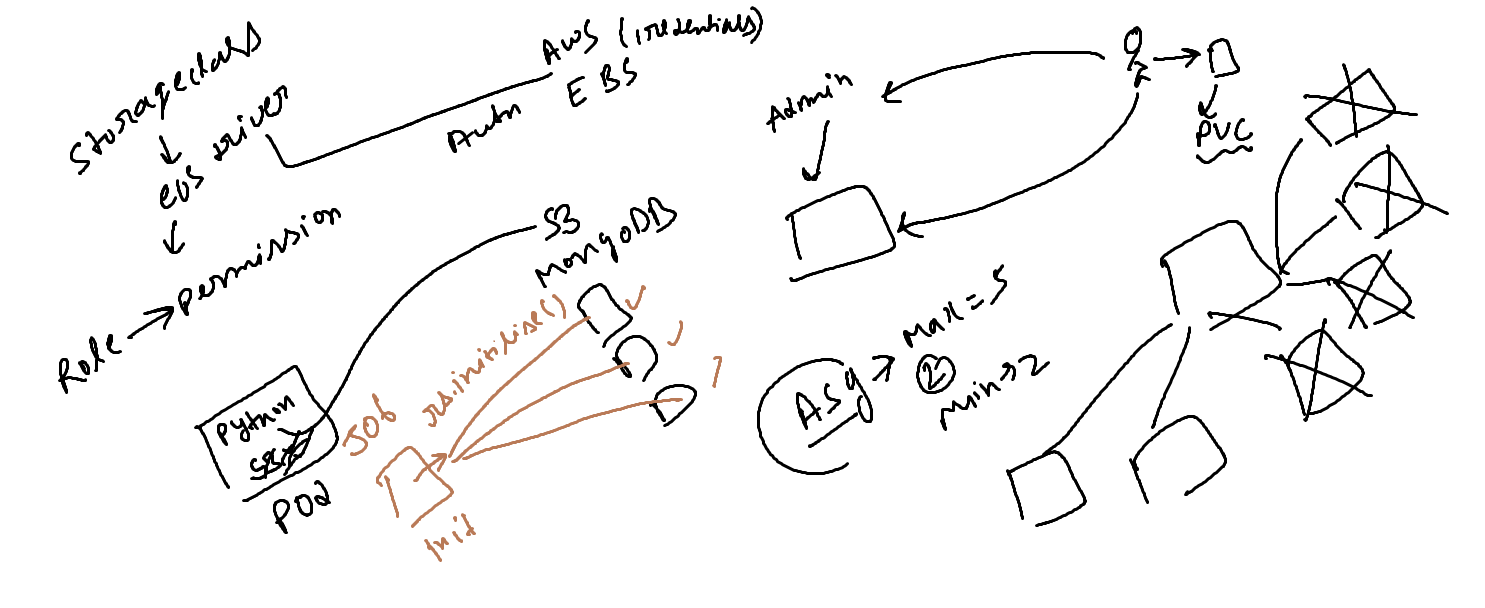 Storageclass
EBS driver
Permission
Role
Auth
AWS (credentials)
EBS
S3
MongoDB
Python
Pod
JOB
rs.initialise()
init
Admin
PVC
ASg
Max=5
2
Min→2